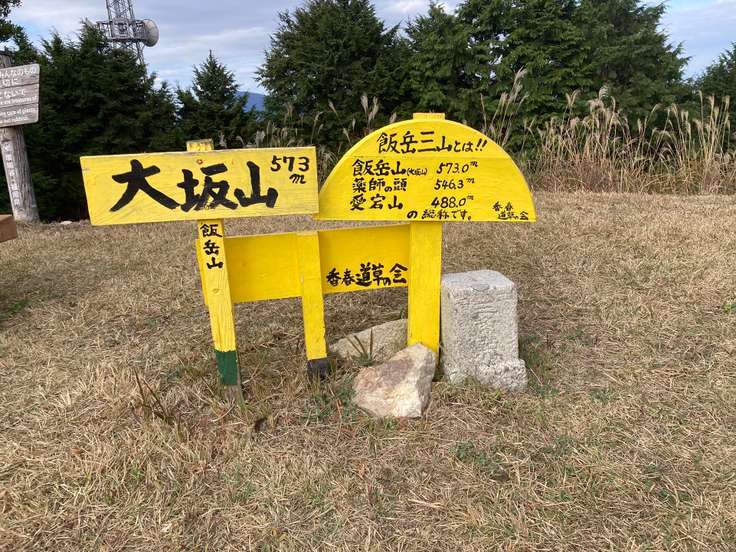 大坂山 573m
飯岳山
香春道草の会
飯岳三山とは!!
飯岳山(大坂山) 573.0m
薬師の頭 546.3m
愛宕山 488.0m
の総称です。 香春道草の会